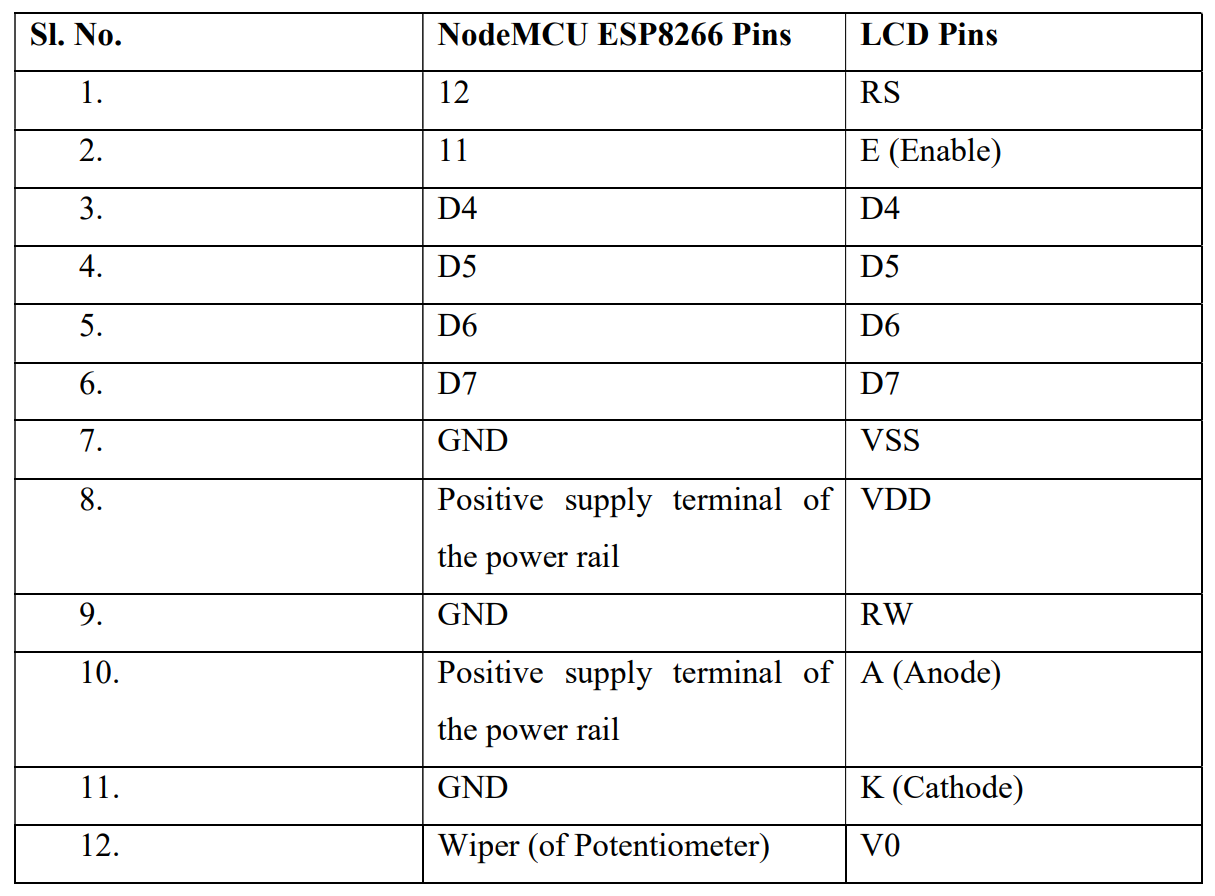 Sl. No. NodeMCU ESP8266 Pins LCD Pins
1. 12 RS
2. 11 E (Enable)
3. D4 D4
4. D5 D5
5. D6 D6
6. D7 D7
7. GND VSS
8. Positive supply terminal of VDD
the power rail
9. GND RW
10. Positive supply terminal of A (Anode)
the power rail
11. GND K (Cathode)
12. Wiper (of Potentiometer) V0